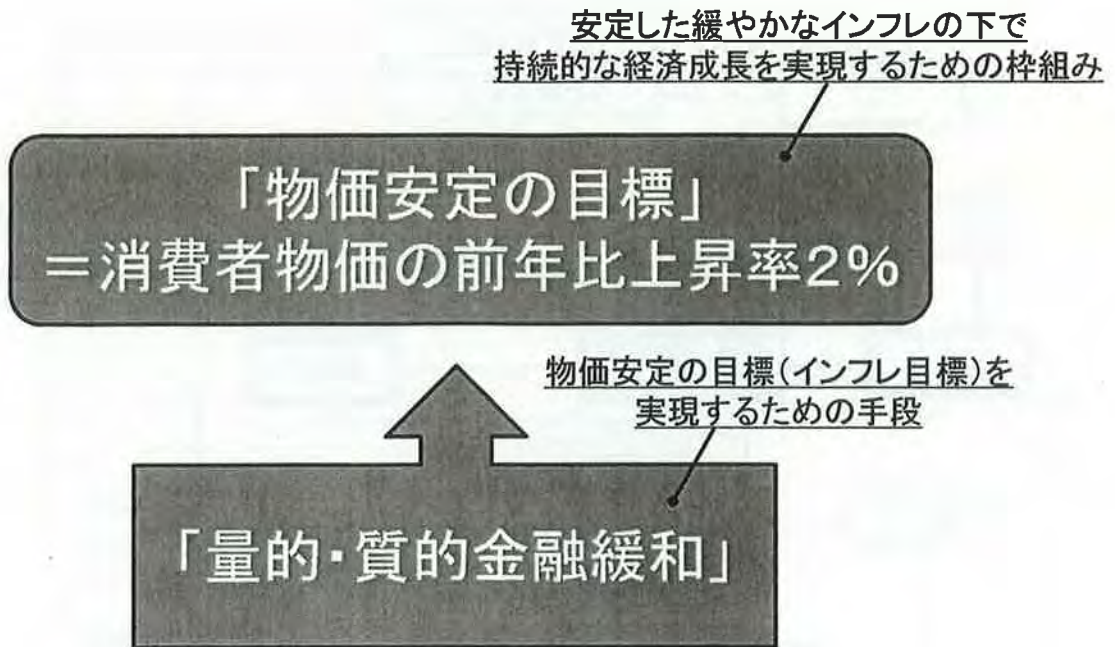 安定した緩やかなインフレの下で
持続的な経済成長を実現するための枠組み
「物価安定の目標」
＝消費者物価の前年比上昇率２％
物価安定の目標（インフレ目標）を
実現するための手段
「量的・質的金融緩和」